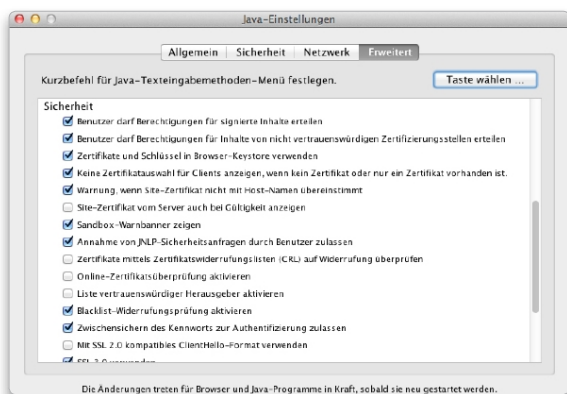 Java-Einstellungen
Allgemein Sicherheit Netzwerk Erweitert
Kurzbefehl für Java-Texteingabemethoden-Menü festlegen. Taste wählen ...
Sicherheit
Benutzer darf Berechtigungen für signierte Inhalte erteilen
Benutzer darf Berechtigungen für Inhalte von nicht vertrauenswürdigen Zertifizierungsstellen erteilen
Zertifikate und Schlüssel in Browser-Keystore verwenden
Keine Zertifikatauswahl für Clients anzeigen, wenn kein Zertifikat oder nur ein Zertifikat vorhanden ist.
Warnung, wenn Site-Zertifikat nicht mit Host-Namen übereinstimmt
Site-Zertifikat vom Server auch bei Gültigkeit anzeigen
Sandbox-Warnbanner zeigen
Annahme von JNLP-Sicherheitsanfragen durch Benutzer zulassen
Zertifikate mittels Zertifikatswiderrufungslisten (CRL) auf Widerrufung überprüfen
Online-Zertifikatsüberprüfung aktivieren
Liste vertrauenswürdiger Herausgeber aktivieren
Blacklist-Widerrufungsprüfung aktivieren
Zwischensichern des Kennworts zur Authentifizierung zulassen
Mit SSL 2.0 kompatibles ClientHello-Format verwenden
SSL 3.0 verwenden
Die Änderungen treten für Browser und Java-Programme in Kraft, sobald sie neu gestartet werden.